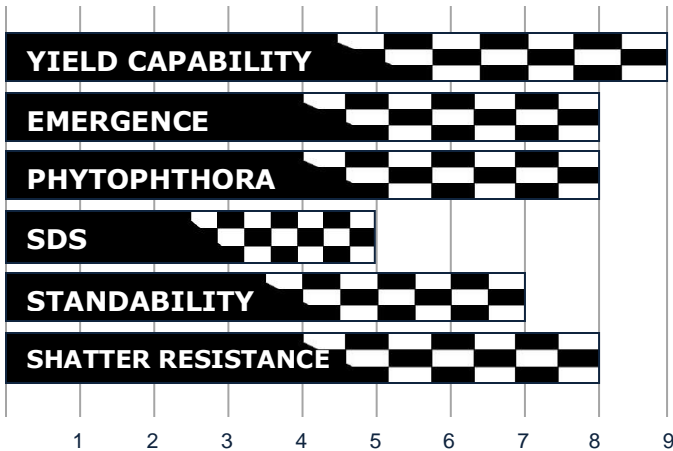 YIELD CAPABILITY
EMERGENCE
PHYTOPHTHORA
SDS
STANDABILITY
SHATTER RESISTANCE
1 2 3 4 5 6 7 8 9